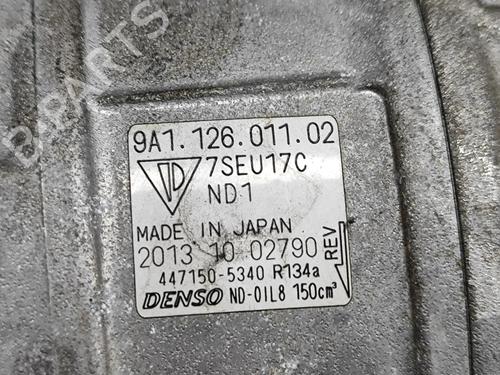 B-PARTS
9A1.126.011.02
7SEU17C
ND1
MADE IN JAPAN
2013 10 02790
REV
447150-5340 R134a
DENSO ND-OIL8 150cm³